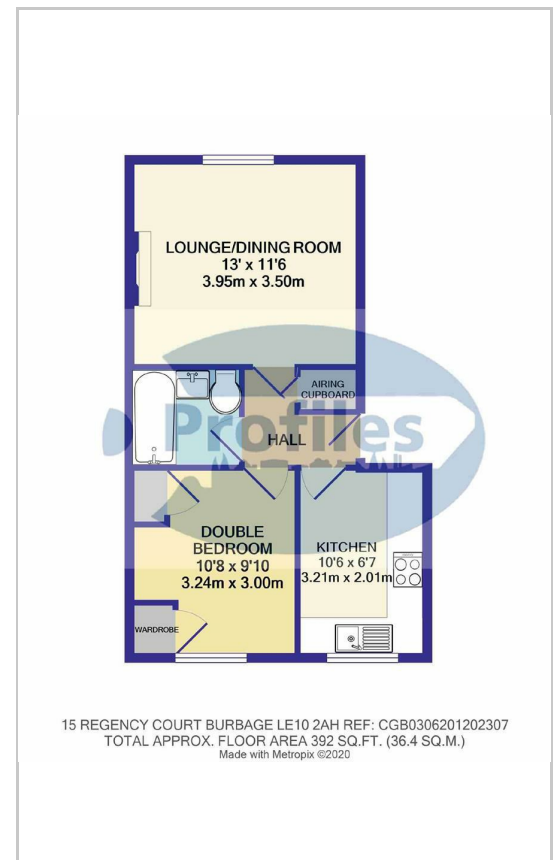 LOUNGE/DINING ROOM
13' x 11'6
3.95m x 3.50m
AIRING
CUPBOARD
Profiles
HALL
DOUBLE
BEDROOM
10'8 x 9'10
3.24m x 3.00m
KITCHEN
10'6 x 6'7
3.21m x 2.01m
WARDROBE
15 REGENCY COURT BURBAGE LE10 2AH REF: CGB0306201202307
TOTAL APPROX. FLOOR AREA 392 SQ.FT. (36.4 SQ.M.)
Made with Metropix ©2020